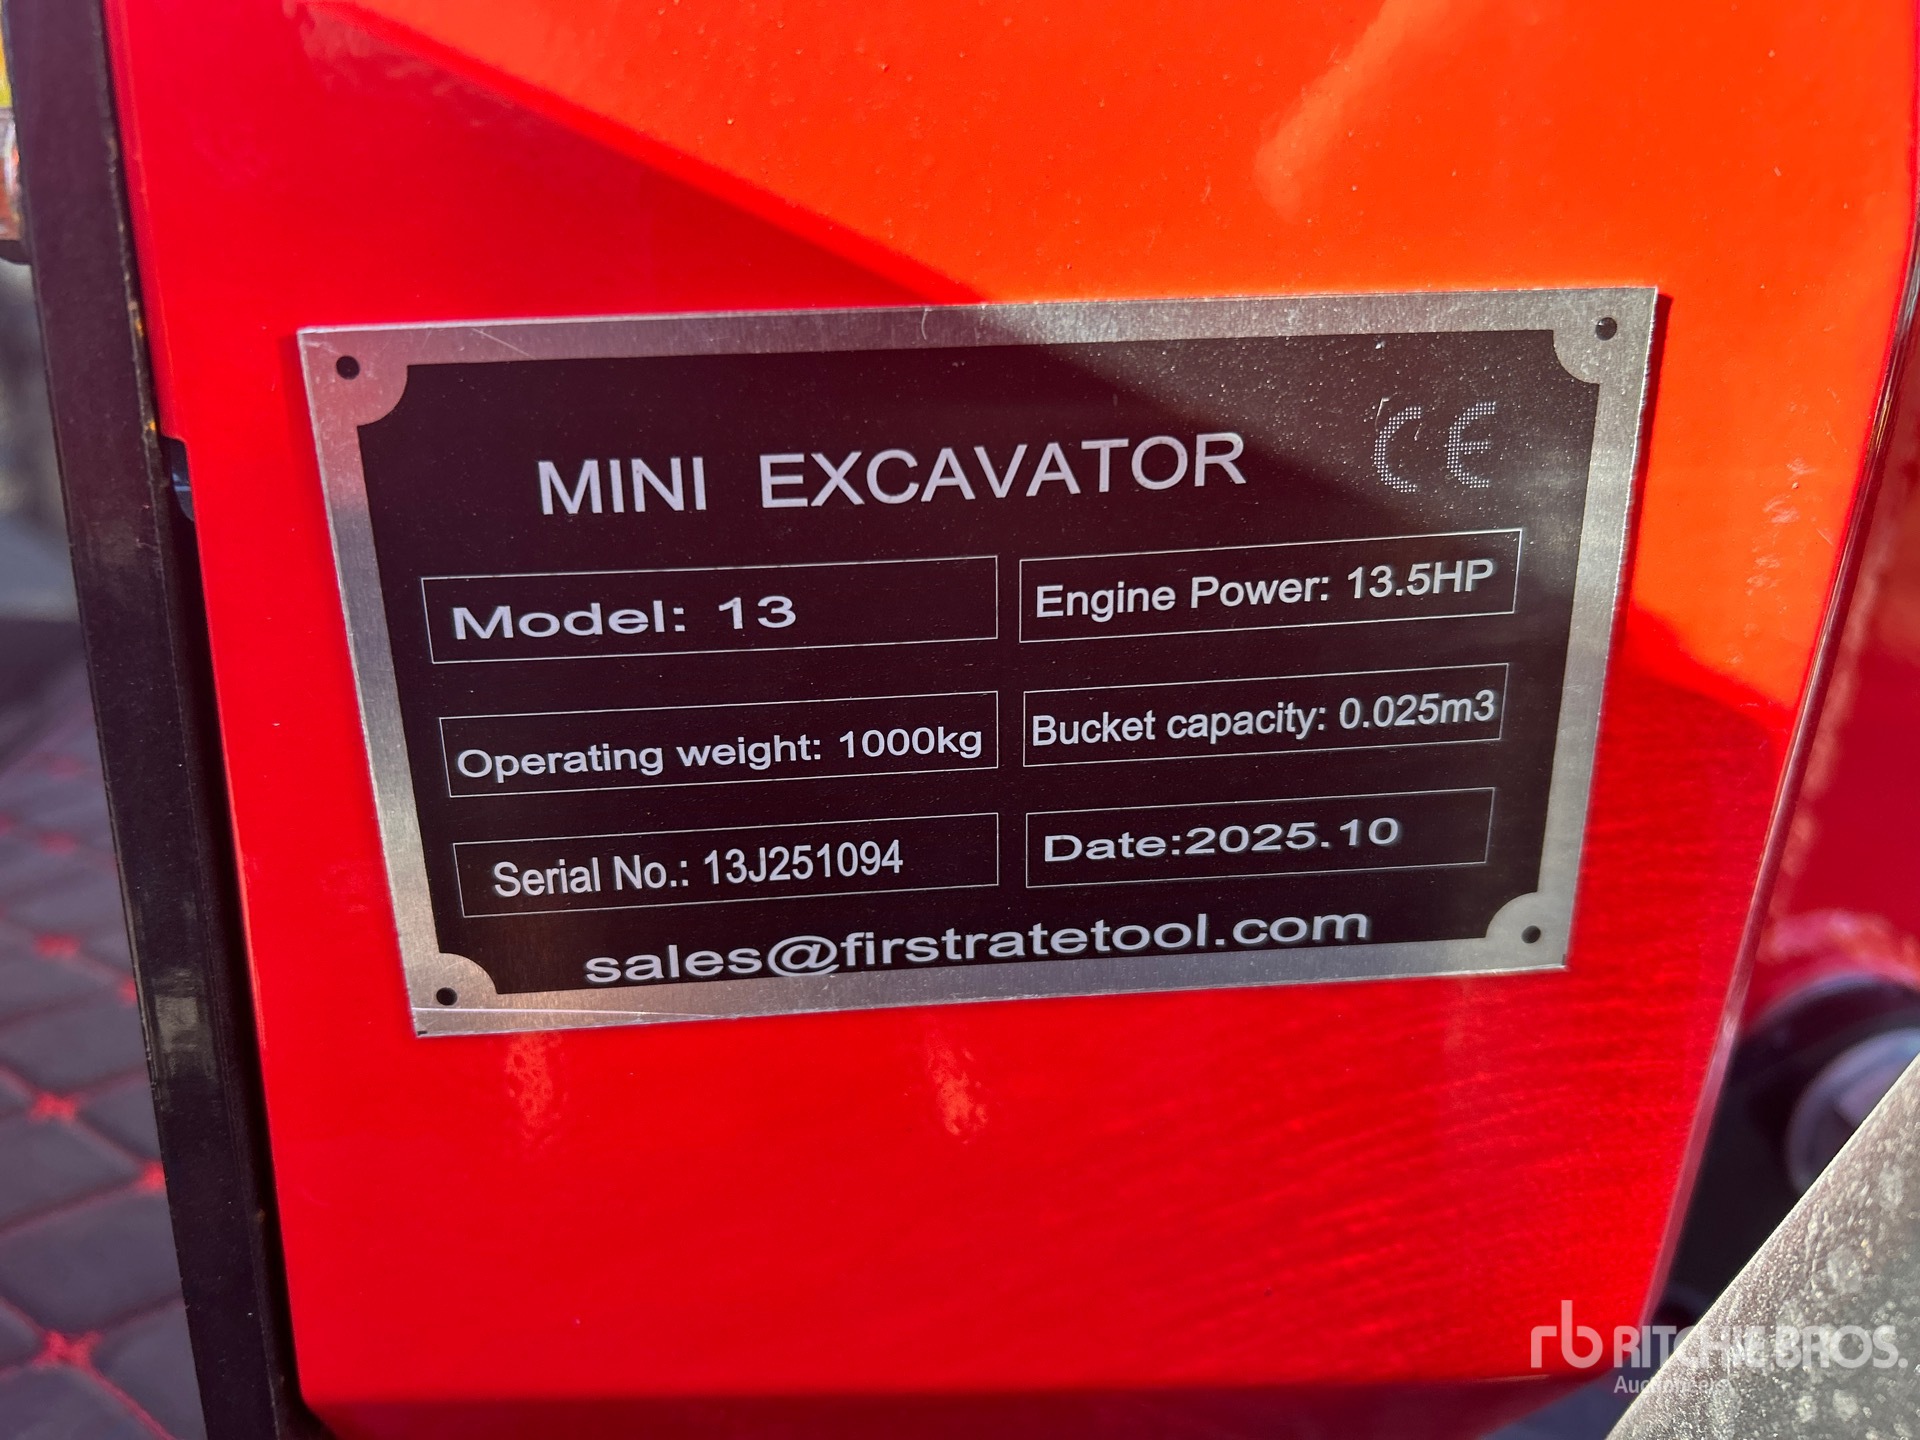 MINI EXCAVATOR CE
Model: 13
Engine Power: 13.5HP
Operating weight: 1000kg
Bucket capacity: 0.025m3
Serial No.: 13J251094
Date:2025.10
sales@firstratetool.com
rb RITCHIE BROS.
Auctioneers